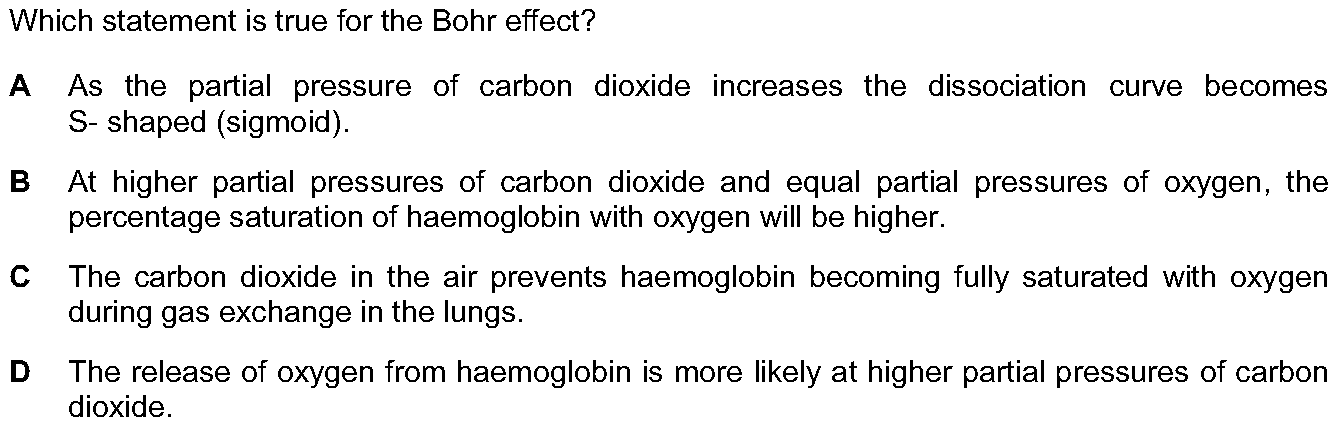 Which statement is true for the Bohr effect?
A As the partial pressure of carbon dioxide increases the dissociation curve becomes
S- shaped (sigmoid).
B At higher partial pressures of carbon dioxide and equal partial pressures of oxygen, the
percentage saturation of haemoglobin with oxygen will be higher.
C The carbon dioxide in the air prevents haemoglobin becoming fully saturated with oxygen
during gas exchange in the lungs.
D The release of oxygen from haemoglobin is more likely at higher partial pressures of carbon
dioxide.